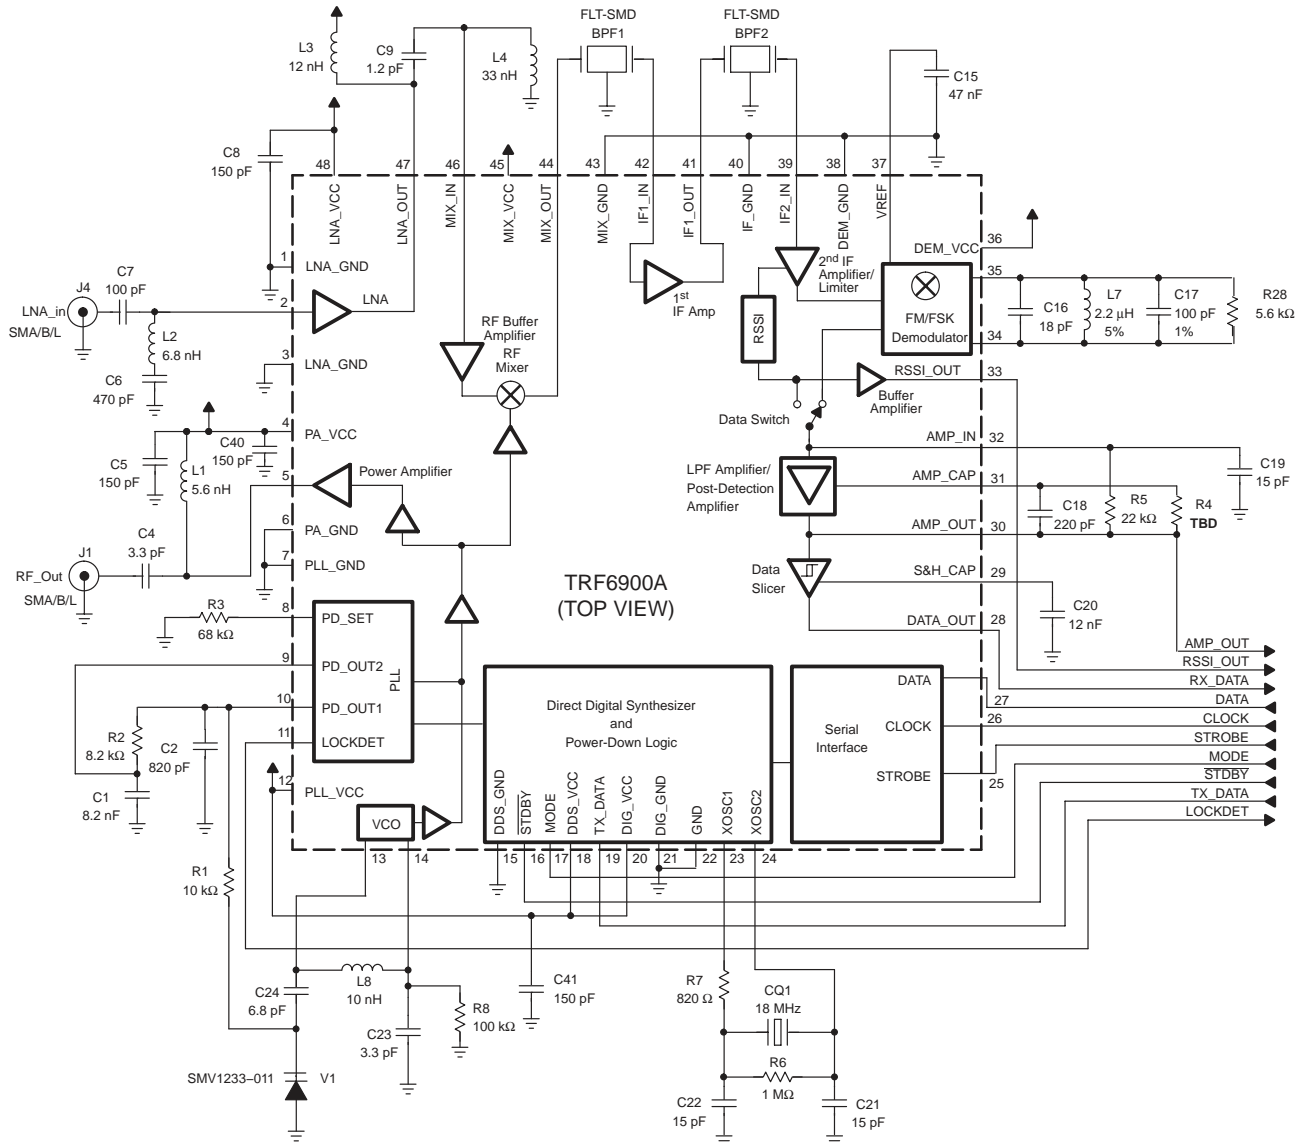 FLT-SMD
BPF1
FLT-SMD
BPF2
L3
12 nH
C9
1.2 pF
L4
33 nH
C15
47 nF
C8
150 pF
48
47
46
45
44
43
42
41
40
39
38
37
LNA_VCC
LNA_OUT
MIX_IN
MIX_VCC
MIX_OUT
MIX_GND
IF1_IN
IF1_OUT
IF_GND
IF2_IN
DEM_GND
VREF
DEM_VCC
36
1
LNA_GND
2nd IF
Amplifier/
Limiter
35
C7
100 pF
J4
LNA_in
SMA/B/L
2
LNA
1st
IF Amp
FM/FSK
Demodulator
C16
18 pF
L7
2.2 μH
5%
C17
100 pF
1%
R28
5.6 kΩ
L2
6.8 nH
RF Buffer
Amplifier
RF
Mixer
RSSI
34
3
LNA_GND
C6
470 pF
RSSI_OUT
33
Buffer
Amplifier
Data Switch
4
PA_VCC
C40
150 pF
AMP_IN
32
C5
150 pF
L1
5.6 nH
5
Power Amplifier
LPF Amplifier/
Post-Detection
Amplifier
AMP_CAP
31
C19
15 pF
C18
220 pF
R5
22 kΩ
R4
TBD
6
PA_GND
AMP_OUT
30
C4
3.3 pF
7
PLL_GND
J1
RF_Out
SMA/B/L
TRF6900A
(TOP VIEW)
Data
Slicer
S&H_CAP
29
R3
68 kΩ
8
PD_SET
C20
12 nF
DATA_OUT
28
AMP_OUT
9
PD_OUT2
PLL
RSSI_OUT
DATA
RX_DATA
10
PD_OUT1
27
DATA
Direct Digital Synthesizer
and
Power-Down Logic
Serial
Interface
CLOCK
26
CLOCK
R2
8.2 kΩ
C2
820 pF
11
LOCKDET
STROBE
MODE
STROBE
25
STDBY
12
PLL_VCC
TX_DATA
C1
8.2 nF
LOCKDET
VCO
DDS_GND
STDBY
MODE
DDS_VCC
TX_DATA
DIG_VCC
DIG_GND
GND
XOSC1
XOSC2
13
14
15
16
17
18
19
20
21
22
23
24
R1
10 kΩ
C24
6.8 pF
L8
10 nH
C41
150 pF
R7
820 Ω
CQ1
18 MHz
R8
100 kΩ
C23
3.3 pF
R6
1 MΩ
SMV1233–011
V1
C22
15 pF
C21
15 pF